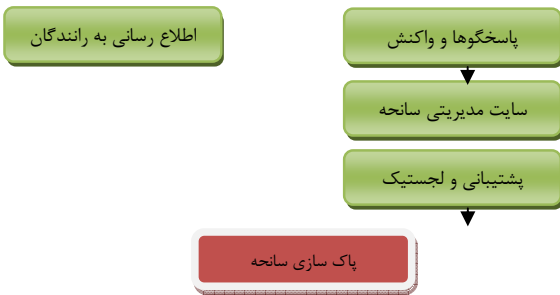 پاسخگوها و واکنش
اطلاع رسانی به رانندگان
سایت مدیریتی سانحه
پشتیبانی و لجستیک
پاک سازی سانحه